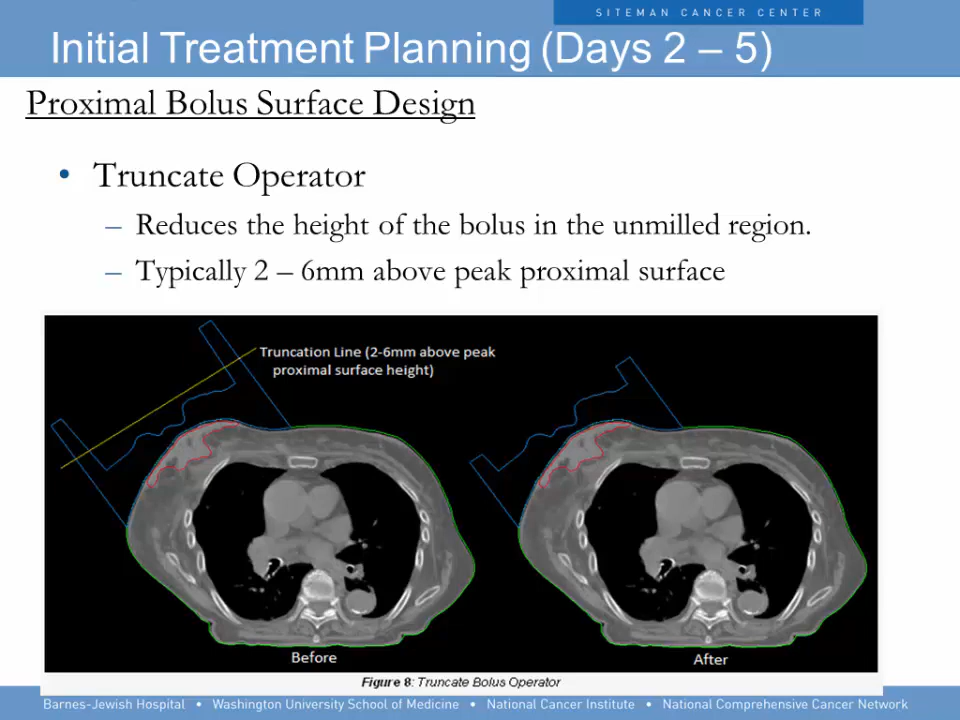 SITEMAN CANCER CENTER
Initial Treatment Planning (Days 2 – 5)
Proximal Bolus Surface Design
• Truncate Operator
– Reduces the height of the bolus in the unmilled region.
– Typically 2 – 6mm above peak proximal surface
Truncation Line (2-6mm above peak
proximal surface height)
Before
After
Figure 8: Truncate Bolus Operator
Barnes-Jewish Hospital • Washington University School of Medicine • National Cancer Institute • National Comprehensive Cancer Network